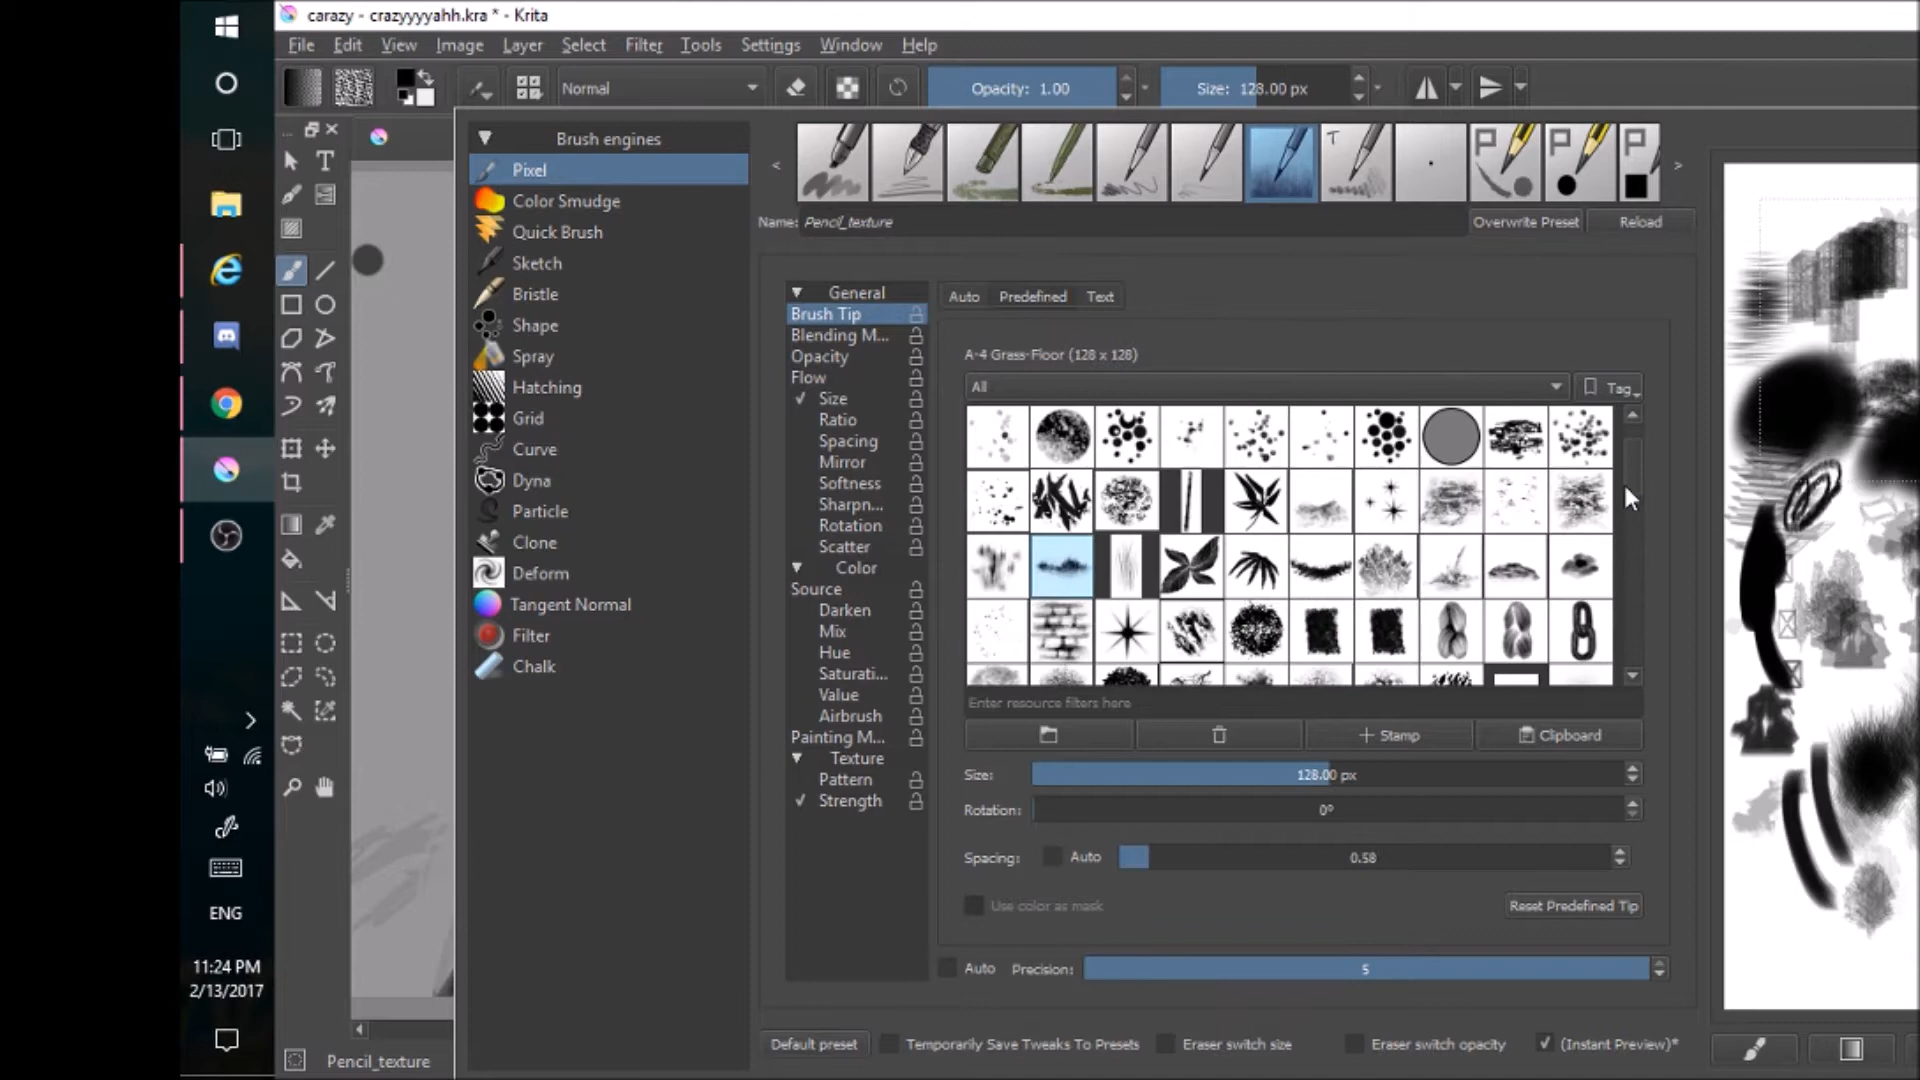 carazy - crazyyyyahh.kra * - Krita
File Edit View Image Layer Select Filter Tools Settings Window Help
Normal Opacity: 1.00 Size: 128.00 px
Brush engines
Pixel
Color Smudge
Quick Brush
Sketch
Bristle
Shape
Spray
Hatching
Grid
Curve
Dyna
Particle
Clone
Deform
Tangent Normal
Filter
Chalk
Name: Pencil_texture Overwrite Preset Reload
General
Brush Tip
Blending M...
Opacity
Flow
✓ Size
Ratio
Spacing
Mirror
Softness
Sharpn...
Rotation
Scatter
Color
Source
Darken
Mix
Hue
Saturati...
Value
Airbrush
Painting M...
Texture
Pattern
✓ Strength
Auto Predefined Text
A-4 Grass-Floor (128 x 128)
All Tag
Enter resource filters here
+ Stamp Clipboard
Size: 128.00 px
Rotation: 0°
Spacing: Auto 0.58
Use color as mask Reset Predefined Tip
Auto Precision: 5
Default preset Temporarily Save Tweaks To Presets Eraser switch size Eraser switch opacity ✓ (Instant Preview)*
Pencil_texture
ENG
11:24 PM
2/13/2017